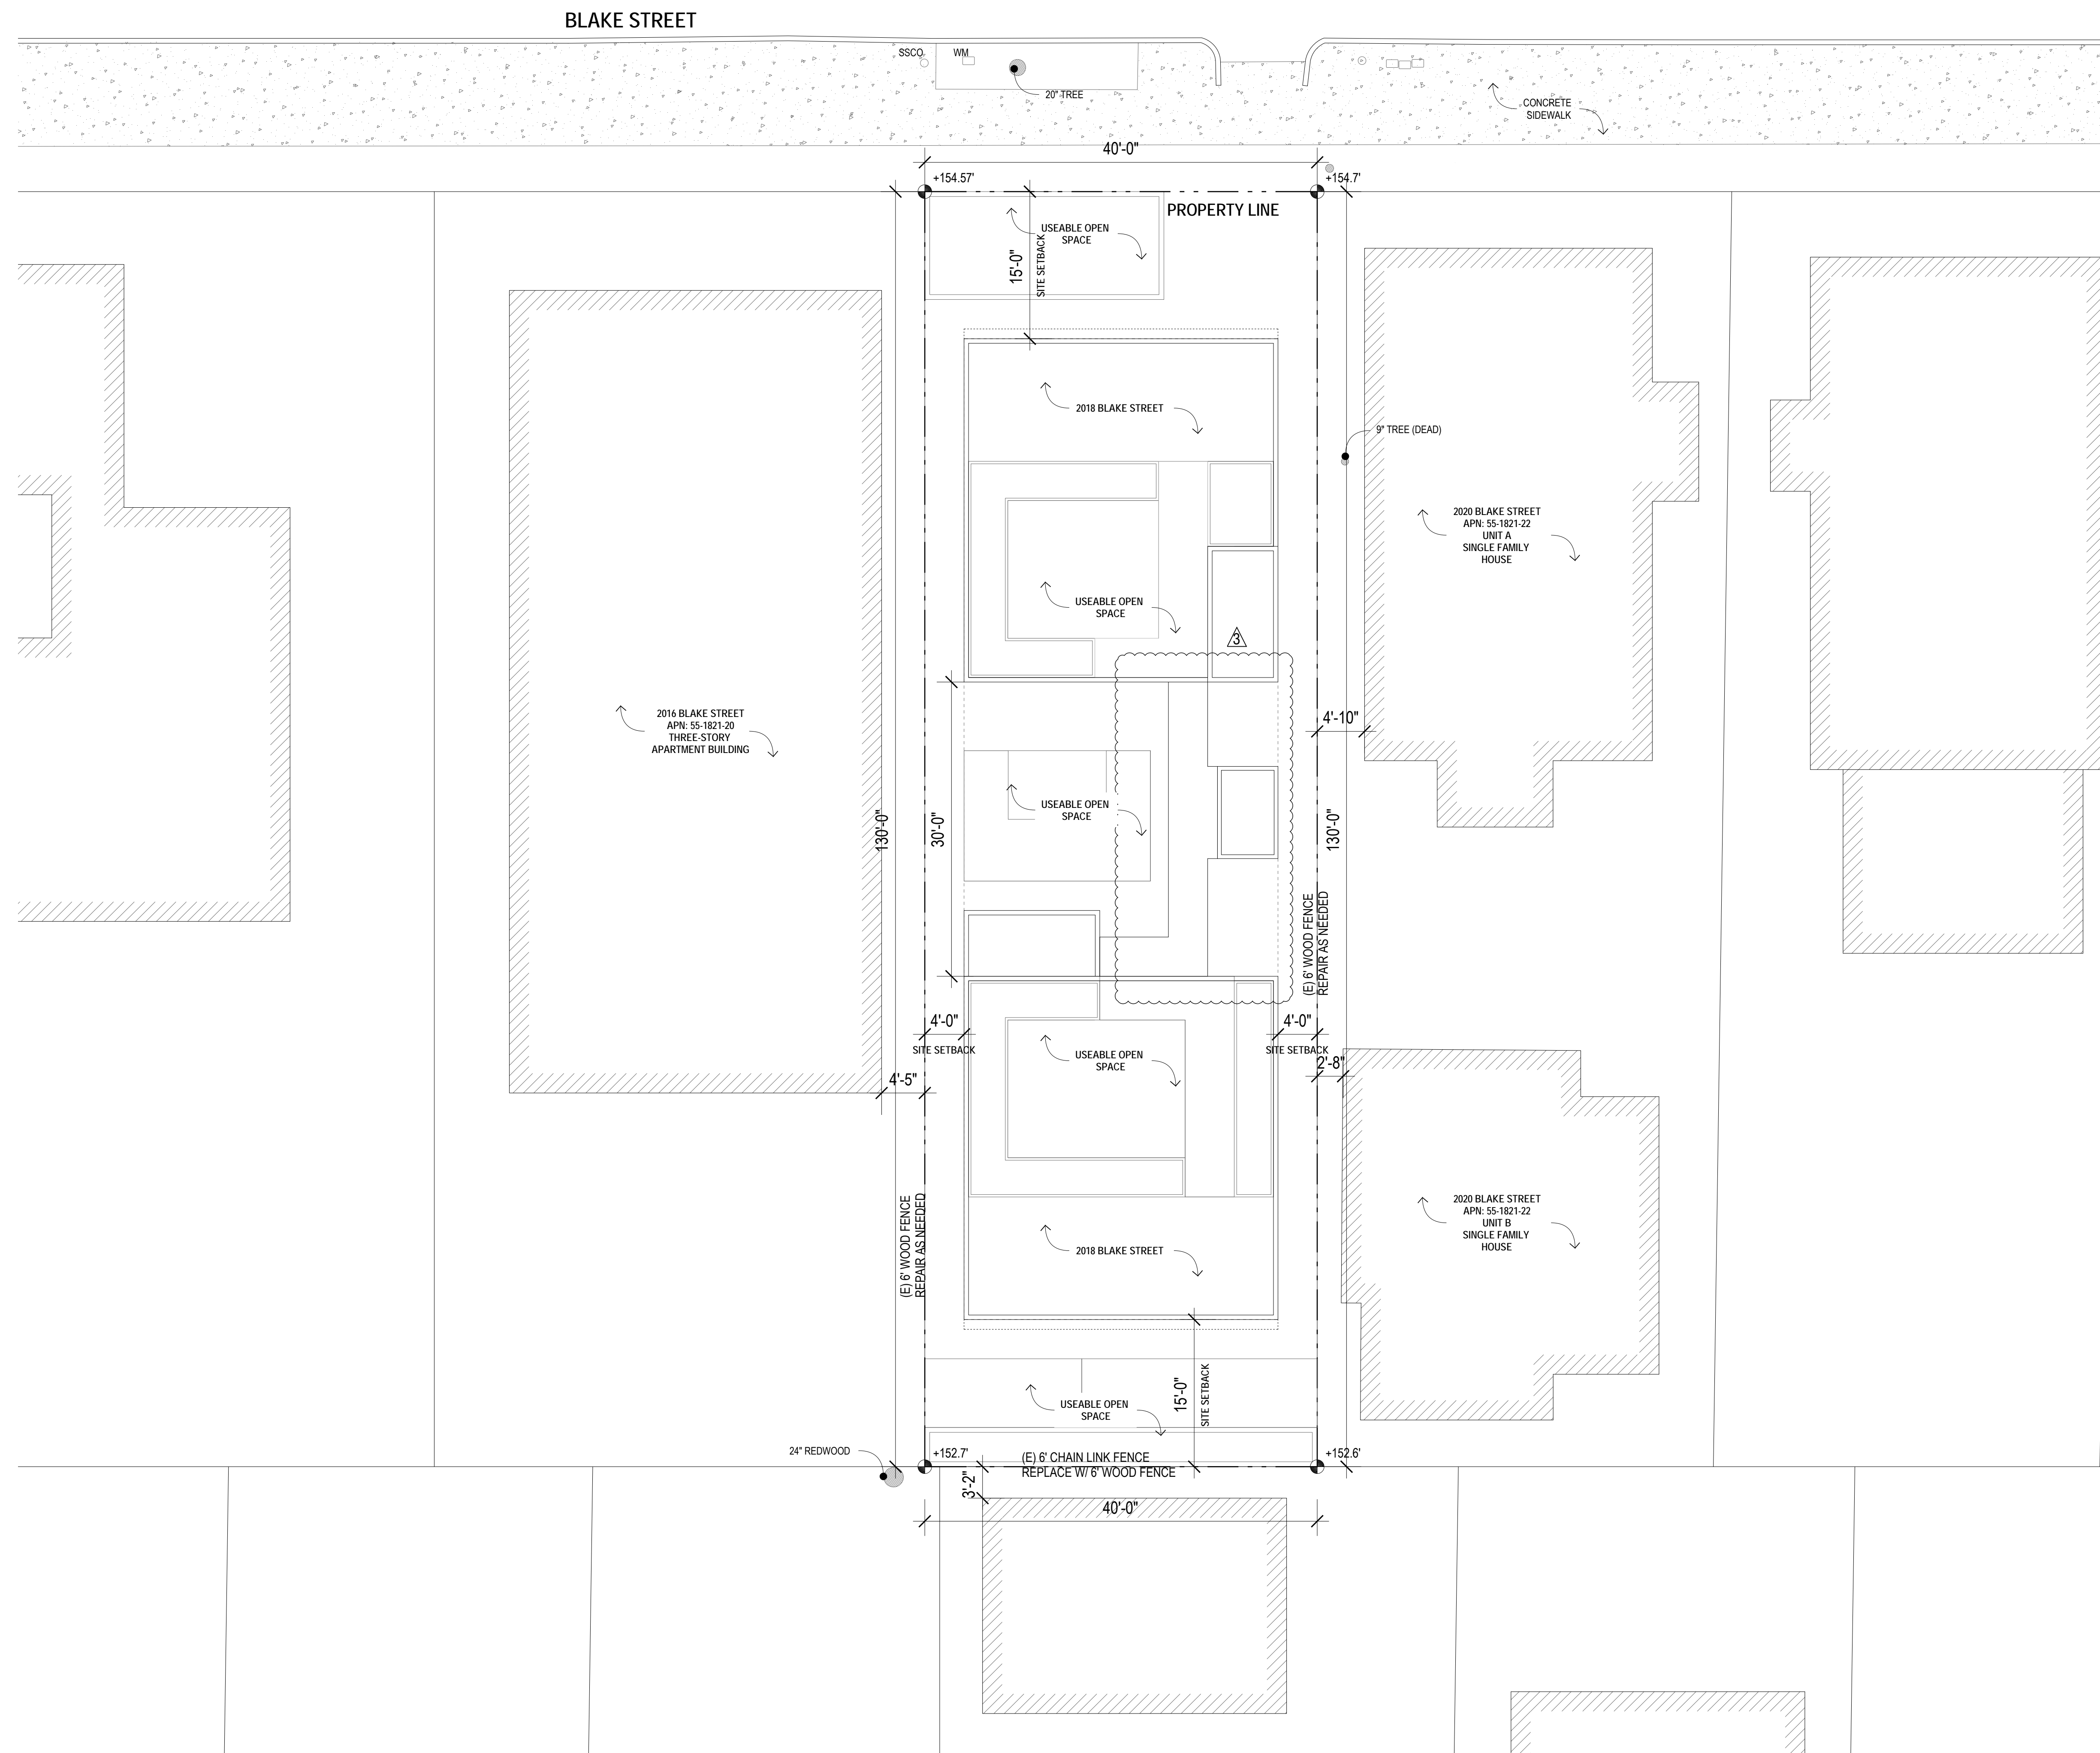 BLAKE STREET
SSCO
WM
20" TREE
CONCRETE
SIDEWALK
40'-0"
+154.57'
+154.7'
PROPERTY LINE
USEABLE OPEN
SPACE
15'-0"
SITE SETBACK
2018 BLAKE STREET
9" TREE (DEAD)
2020 BLAKE STREET
APN: 55-1821-22
UNIT A
SINGLE FAMILY
HOUSE
USEABLE OPEN
SPACE
3
2016 BLAKE STREET
APN: 55-1821-20
THREE-STORY
APARTMENT BUILDING
4'-10"
130'-0"
30'-0"
USEABLE OPEN
SPACE
130'-0"
(E) 6' WOOD FENCE
REPAIR AS NEEDED
4'-0"
SITE SETBACK
4'-0"
SITE SETBACK
USEABLE OPEN
SPACE
2'-8"
4'-5"
(E) 6' WOOD FENCE
REPAIR AS NEEDED
2020 BLAKE STREET
APN: 55-1821-22
UNIT B
SINGLE FAMILY
HOUSE
2018 BLAKE STREET
15'-0"
SITE SETBACK
USEABLE OPEN
SPACE
24" REDWOOD
+152.7'
(E) 6' CHAIN LINK FENCE
REPLACE W/ 6' WOOD FENCE
+152.6'
3'-2"
40'-0"